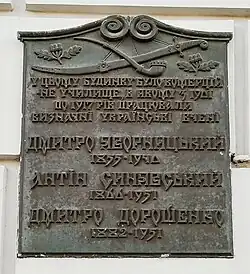 У ЦЬОМУ БУДИНКУ БУЛО КОМЕРЦІЙ
НЕ УЧИЛИЩЕ В ЯКОМУ З 1901
ПО 1917 РІК ПРАЦЮВАЛИ
ВИЗНАЧНІ УКРАЇНСЬКІ ВЧЕНІ
ДМИТРО ЯВОРНИЦЬКИЙ
1855-1940
АНТІН СИНЯВСЬКИЙ
1866-1951
ДМИТРО ДОРОШЕНКО
1882-1951